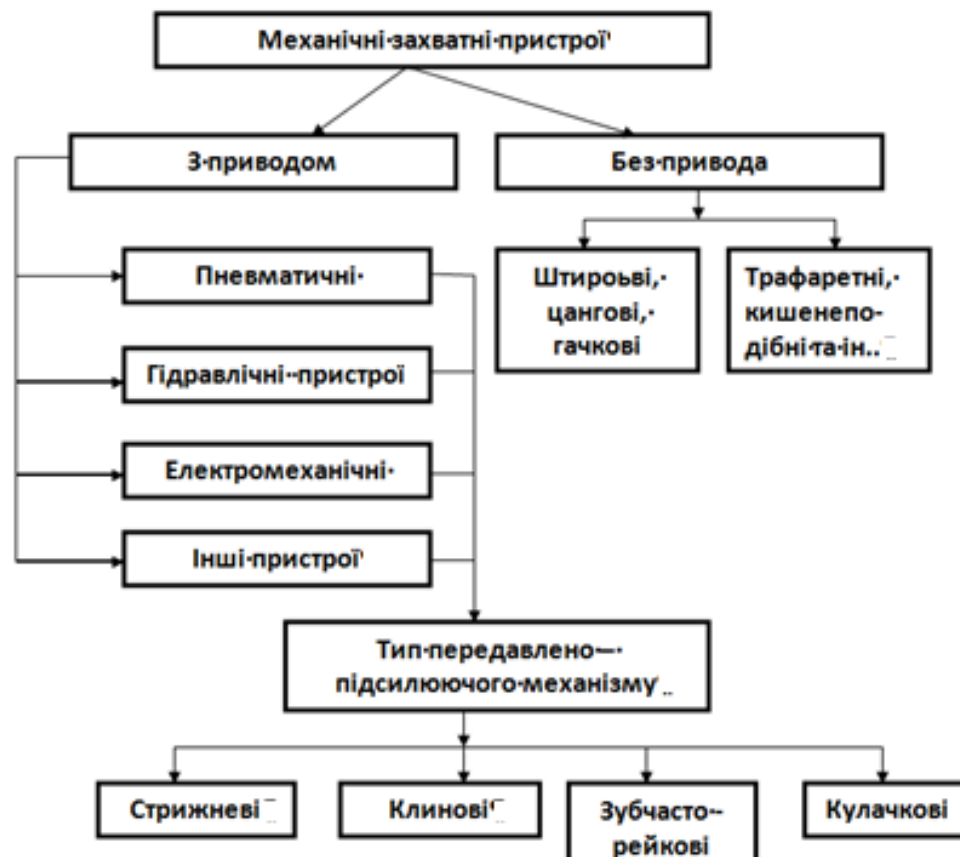 Механічні·захватні·пристрої
З·приводом
Без·привода
Пневматичні·
Штироьві,·
цангові,·
гачкові
Трафаретні,·
кишенепо-
дібні·та·ін..
Гідравлічні·-пристрої
Електромеханічні·
Інші·пристрої
Тип·передавлено-–·
підсилюючого·механізму
Стрижневі
Клинові
Зубчасто-–
рейкові
Кулачкові